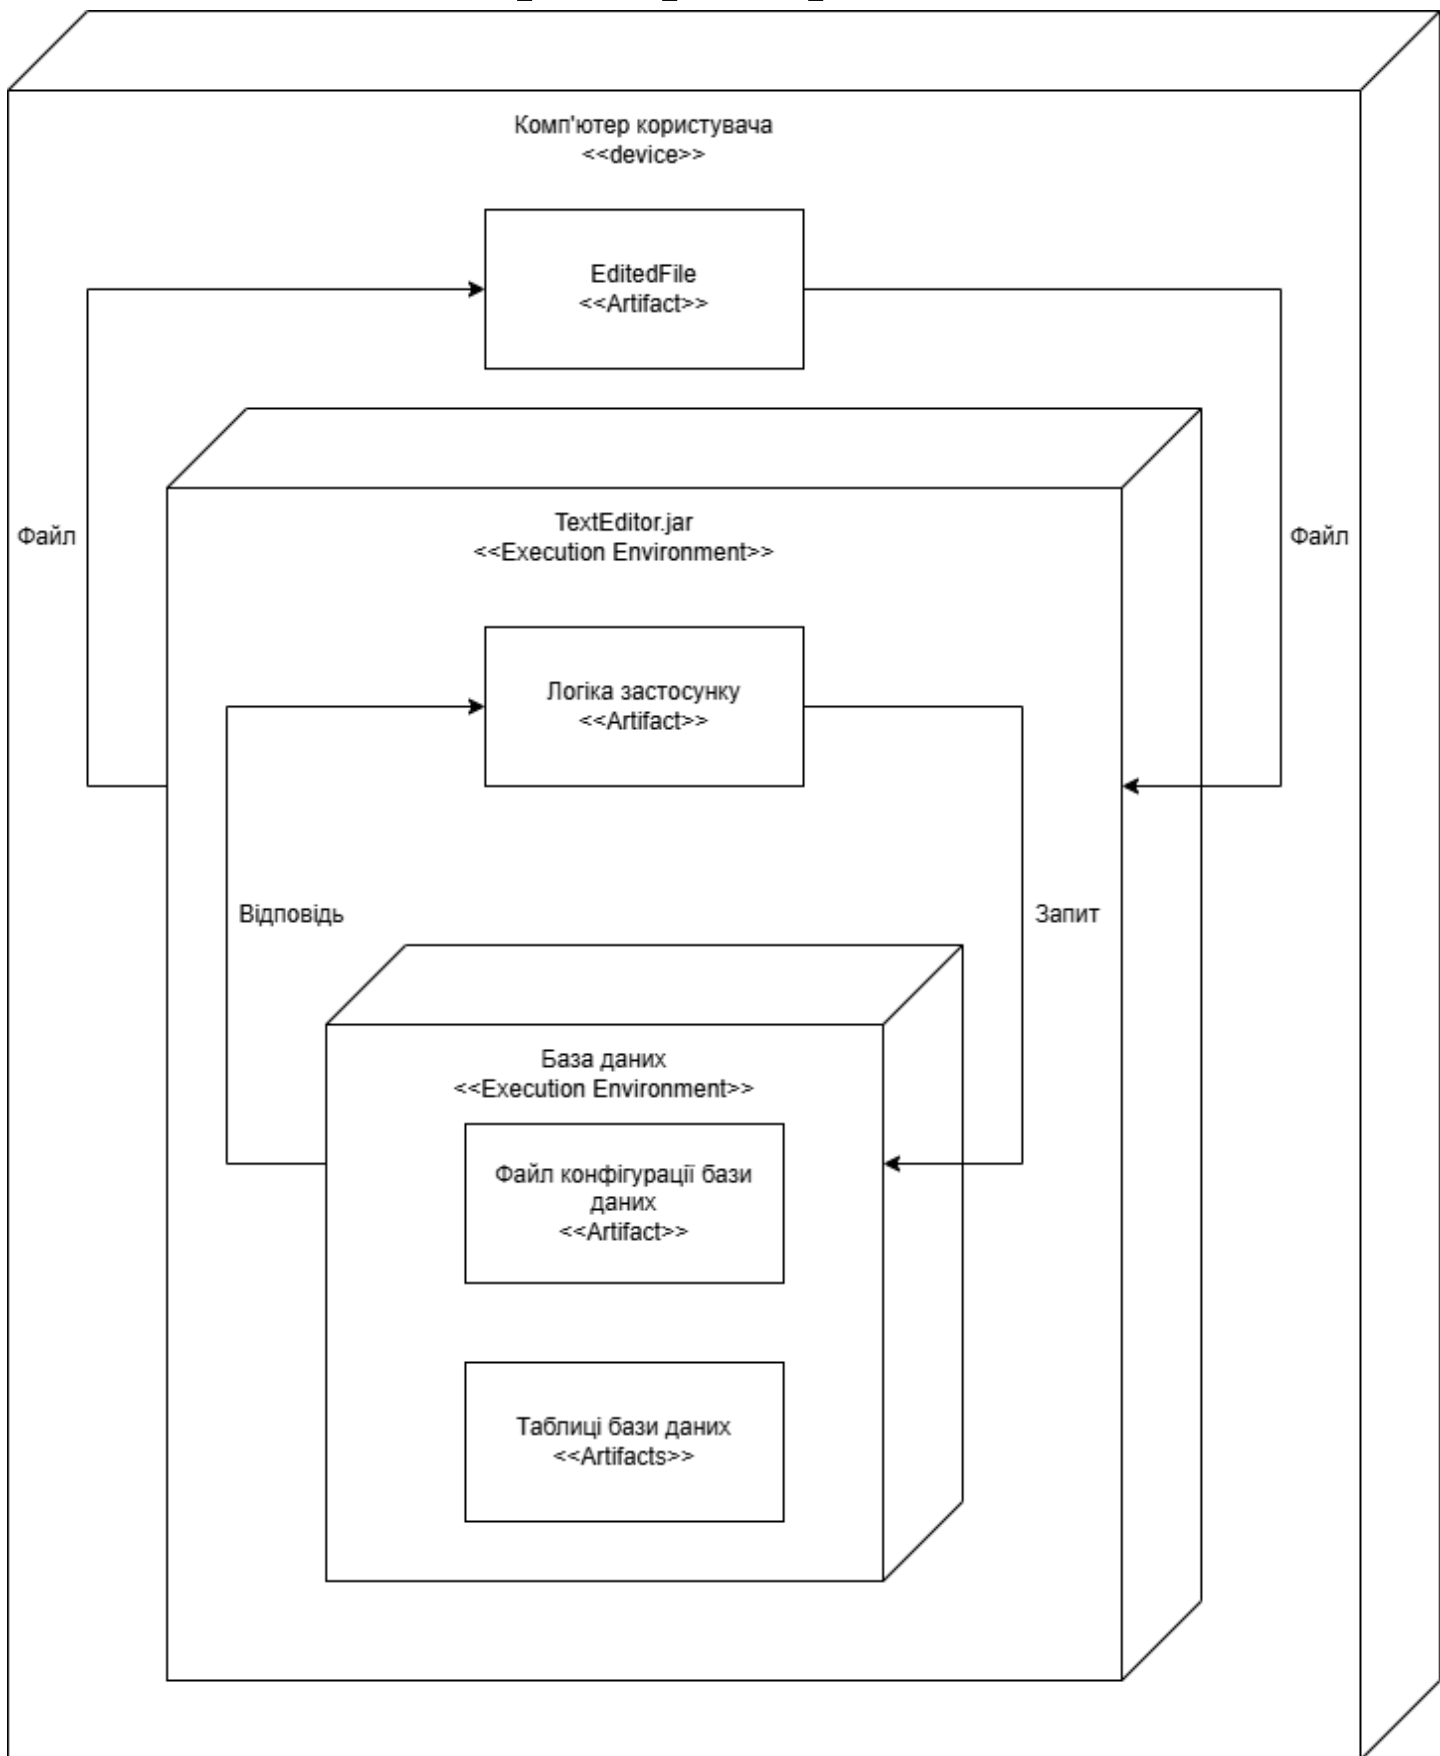 Комп'ютер користувача
<<device>>
EditedFile
<<Artifact>>
Файл
TextEditor.jar
<<Execution Environment>>
Файл
Логіка застосунку
<<Artifact>>
Відповідь
Запит
База даних
<<Execution Environment>>
Файл конфігурації бази
даних
<<Artifact>>
Таблиці бази даних
<<Artifacts>>